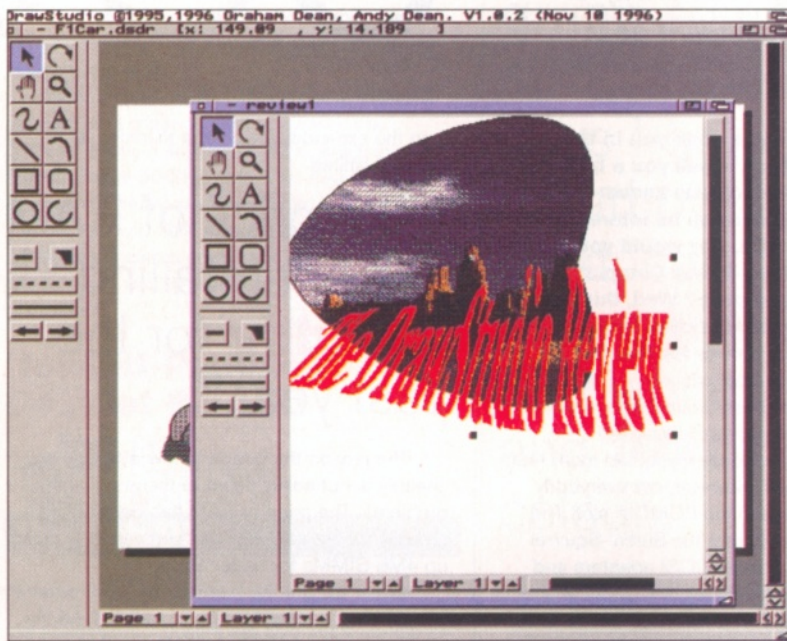 DrawStudio ©1995,1996 Graham Dean, Andy Dean. V1.0.2 (Nov 10 1996)
F1Car.dsdr [x: 149.09 , y: 14.189 ]
review1
A
A
The DrawStudio Review
Page 1
Layer 1
Page 1
Layer 1